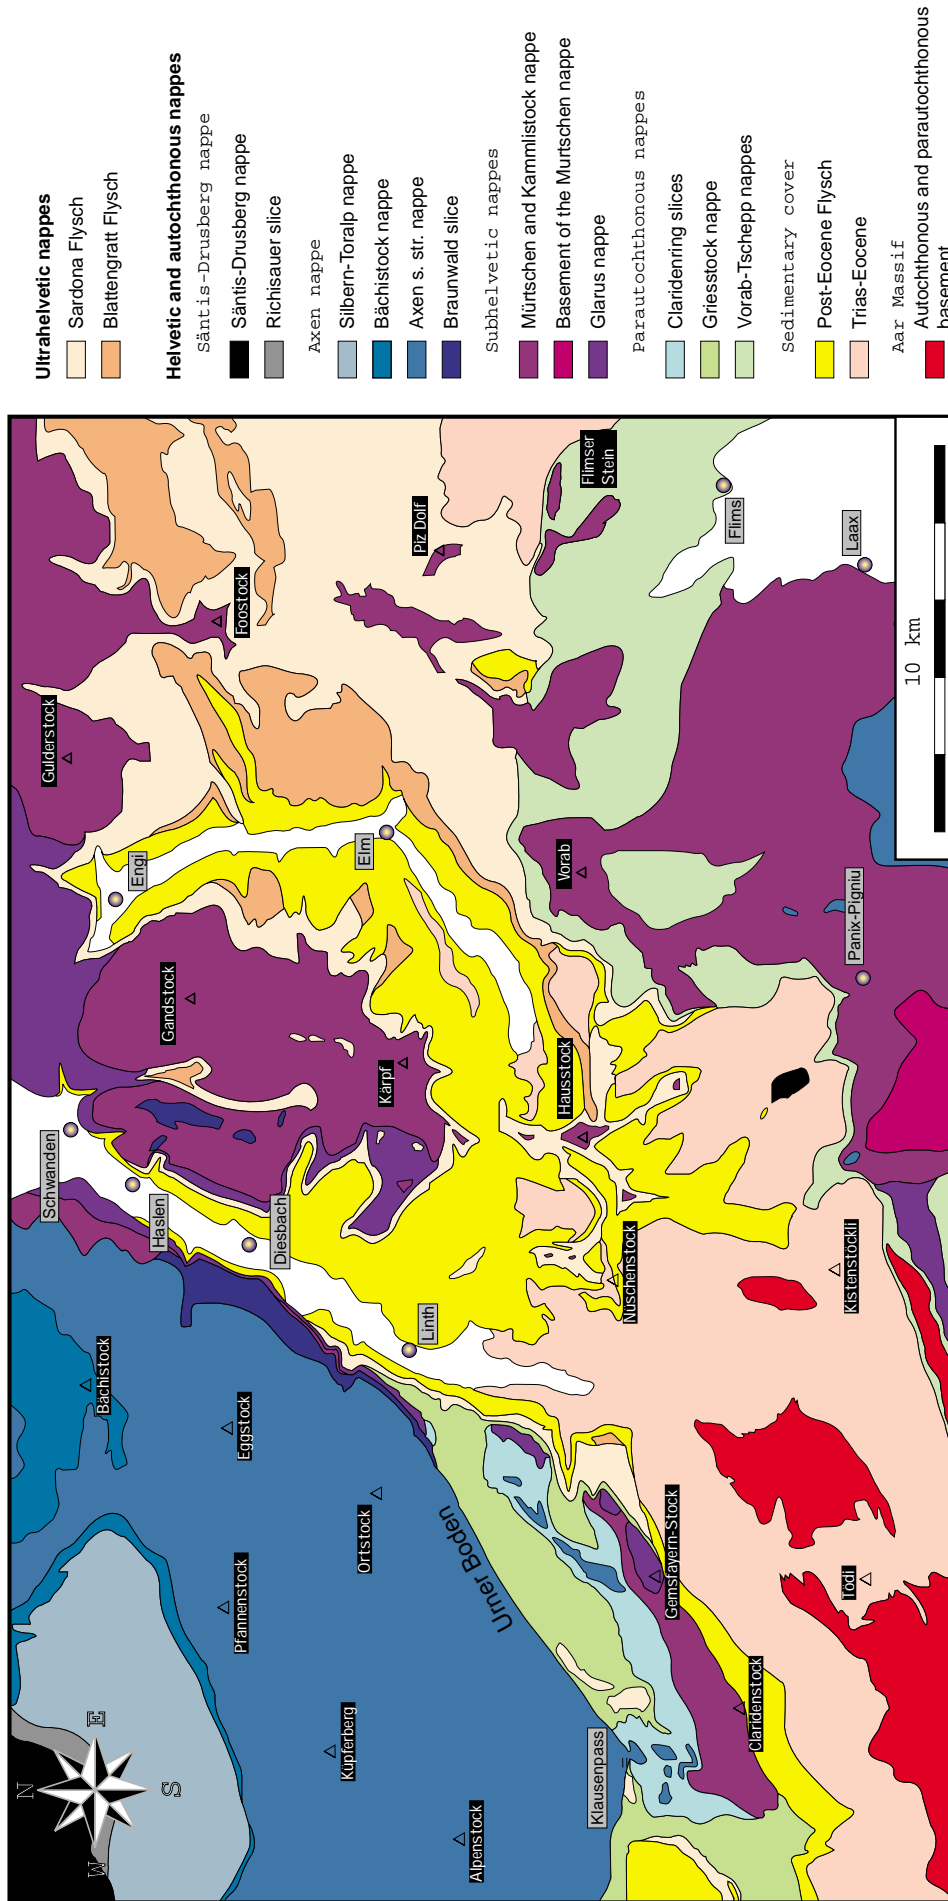 N
E
S
W
Gulderstock
Engi
Gandstock
Schwanden
Haslen
Diesbach
Bächistock
Eggstock
Pfannenstock
Kupferberg
Alpenstock
Ortstock
Urner Boden
Linth
Kärpf
Elm
Foostock
Piz Dolf
Flimser
Stein
Flims
Laax
Vorab
Panix-Pigniu
Hausstock
Nüschenstock
Kistenstöckli
Gemsfayern-Stock
Claridenstock
Klausenpass
Tödi
10 km
Ultrahelvetic nappes
Sardona Flysch
Blattengratt Flysch
Helvetic and autochthonous nappes
Säntis-Drusberg nappe
Säntis-Drusberg nappe
Richisauer slice
Axen nappe
Silbern-Toralp nappe
Bächistock nappe
Axen s. str. nappe
Braunwald slice
Subhelvetic nappes
Mürtschen and Kammlistock nappe
Basement of the Murtschen nappe
Glarus nappe
Parautochthonous nappes
Claridenring slices
Griesstock nappe
Vorab-Tschepp nappes
Sedimentary cover
Post-Eocene Flysch
Trias-Eocene
Aar Massif
Autochthonous and parautochthonous
basement